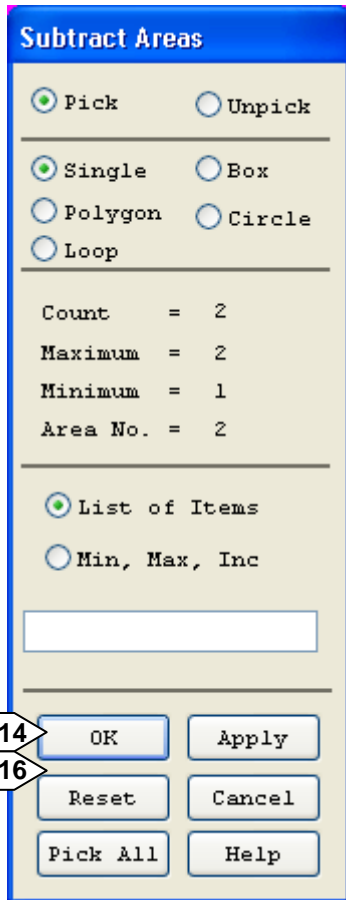 Subtract Areas
Pick Unpick
Single Box
Polygon Circle
Loop
Count = 2
Maximum = 2
Minimum = 1
Area No. = 2
List of Items
Min, Max, Inc
14 OK Apply
16
Reset Cancel
Pick All Help